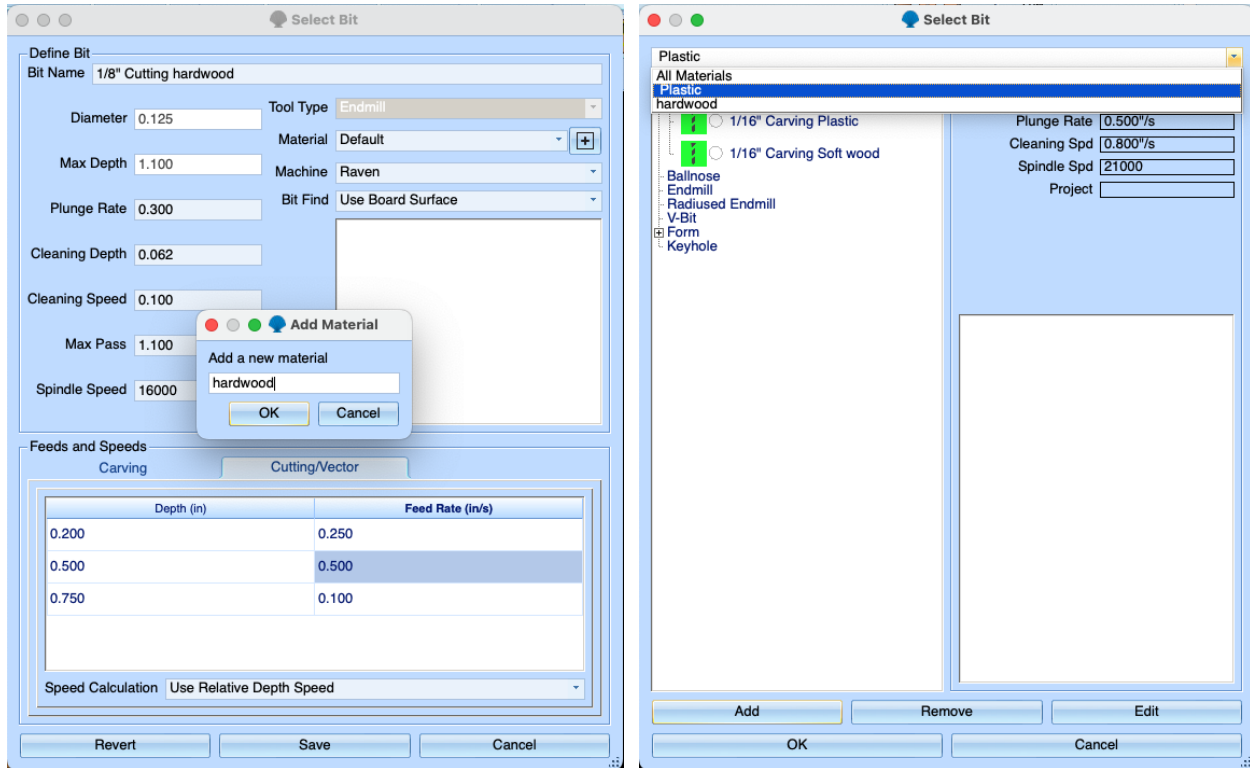 Select Bit
Define Bit
Bit Name 1/8" Cutting hardwood
Diameter 0.125
Tool Type Endmill
Material Default
Max Depth 1.100
Machine Raven
Plunge Rate 0.300
Bit Find Use Board Surface
Cleaning Depth 0.062
Cleaning Speed 0.100
Max Pass 1.100
Spindle Speed 16000
Add Material
Add a new material
hardwood
OK Cancel
Feeds and Speeds
Carving Cutting/Vector
Depth (in) Feed Rate (in/s)
0.200 0.250
0.500 0.500
0.750 0.100
Speed Calculation Use Relative Depth Speed
Revert Save Cancel
Select Bit
Plastic
All Materials
Plastic
hardwood
1/16" Carving Plastic
1/16" Carving Soft wood
Ballnose
Endmill
Radiused Endmill
V-Bit
Form
Keyhole
Plunge Rate 0.500"/s
Cleaning Spd 0.800"/s
Spindle Spd 21000
Project
Add Remove Edit
OK Cancel